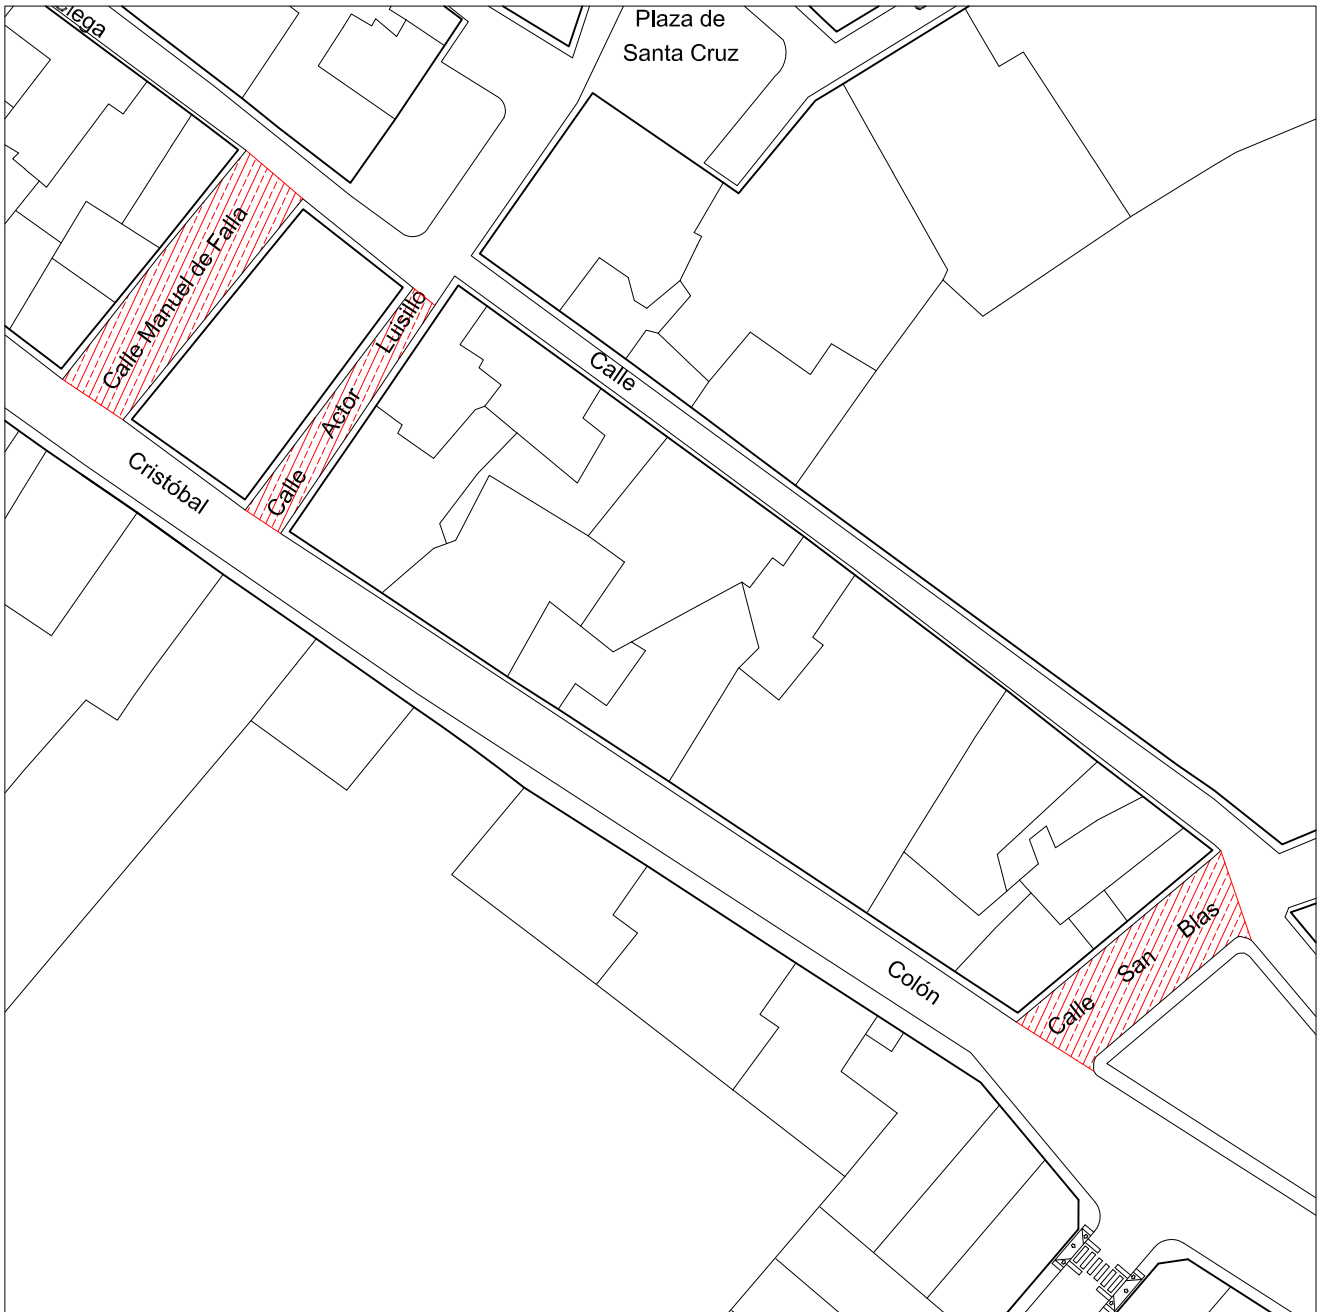 Plaza de
Santa Cruz
Calle Manuel de Falla
Calle Actor Luisillo
Calle
Cristóbal
Colón
Calle San Blas